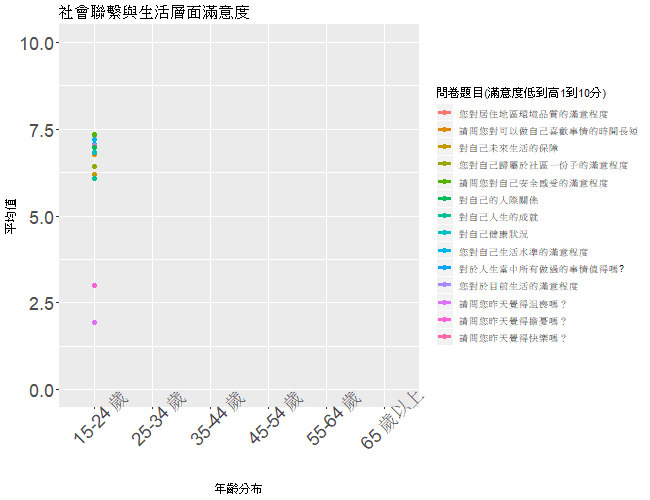 社會聯繫與生活層面滿意度
10.0
7.5
5.0
2.5
0.0
平均值
15-24 歲
25-34 歲
35-44 歲
45-54 歲
55-64 歲
65 歲以上
年齡分布
問卷題目(滿意度低到高1到10分)
您對居住地區環境品質的滿意程度
請問您對可以做自己喜歡事情的時間長短
對自己未來生活的保障
您對自己歸屬於社區一份子的滿意程度
請問您對自己安全感受的滿意程度
對自己的人際關係
對自己人生的成就
對自己健康狀況
您對自己生活水準的滿意程度
對於人生當中所有做過的事情值得嗎?
您對於目前生活的滿意程度
請問您昨天覺得沮喪嗎？
請問您昨天覺得擔憂嗎？
請問您昨天覺得快樂嗎？